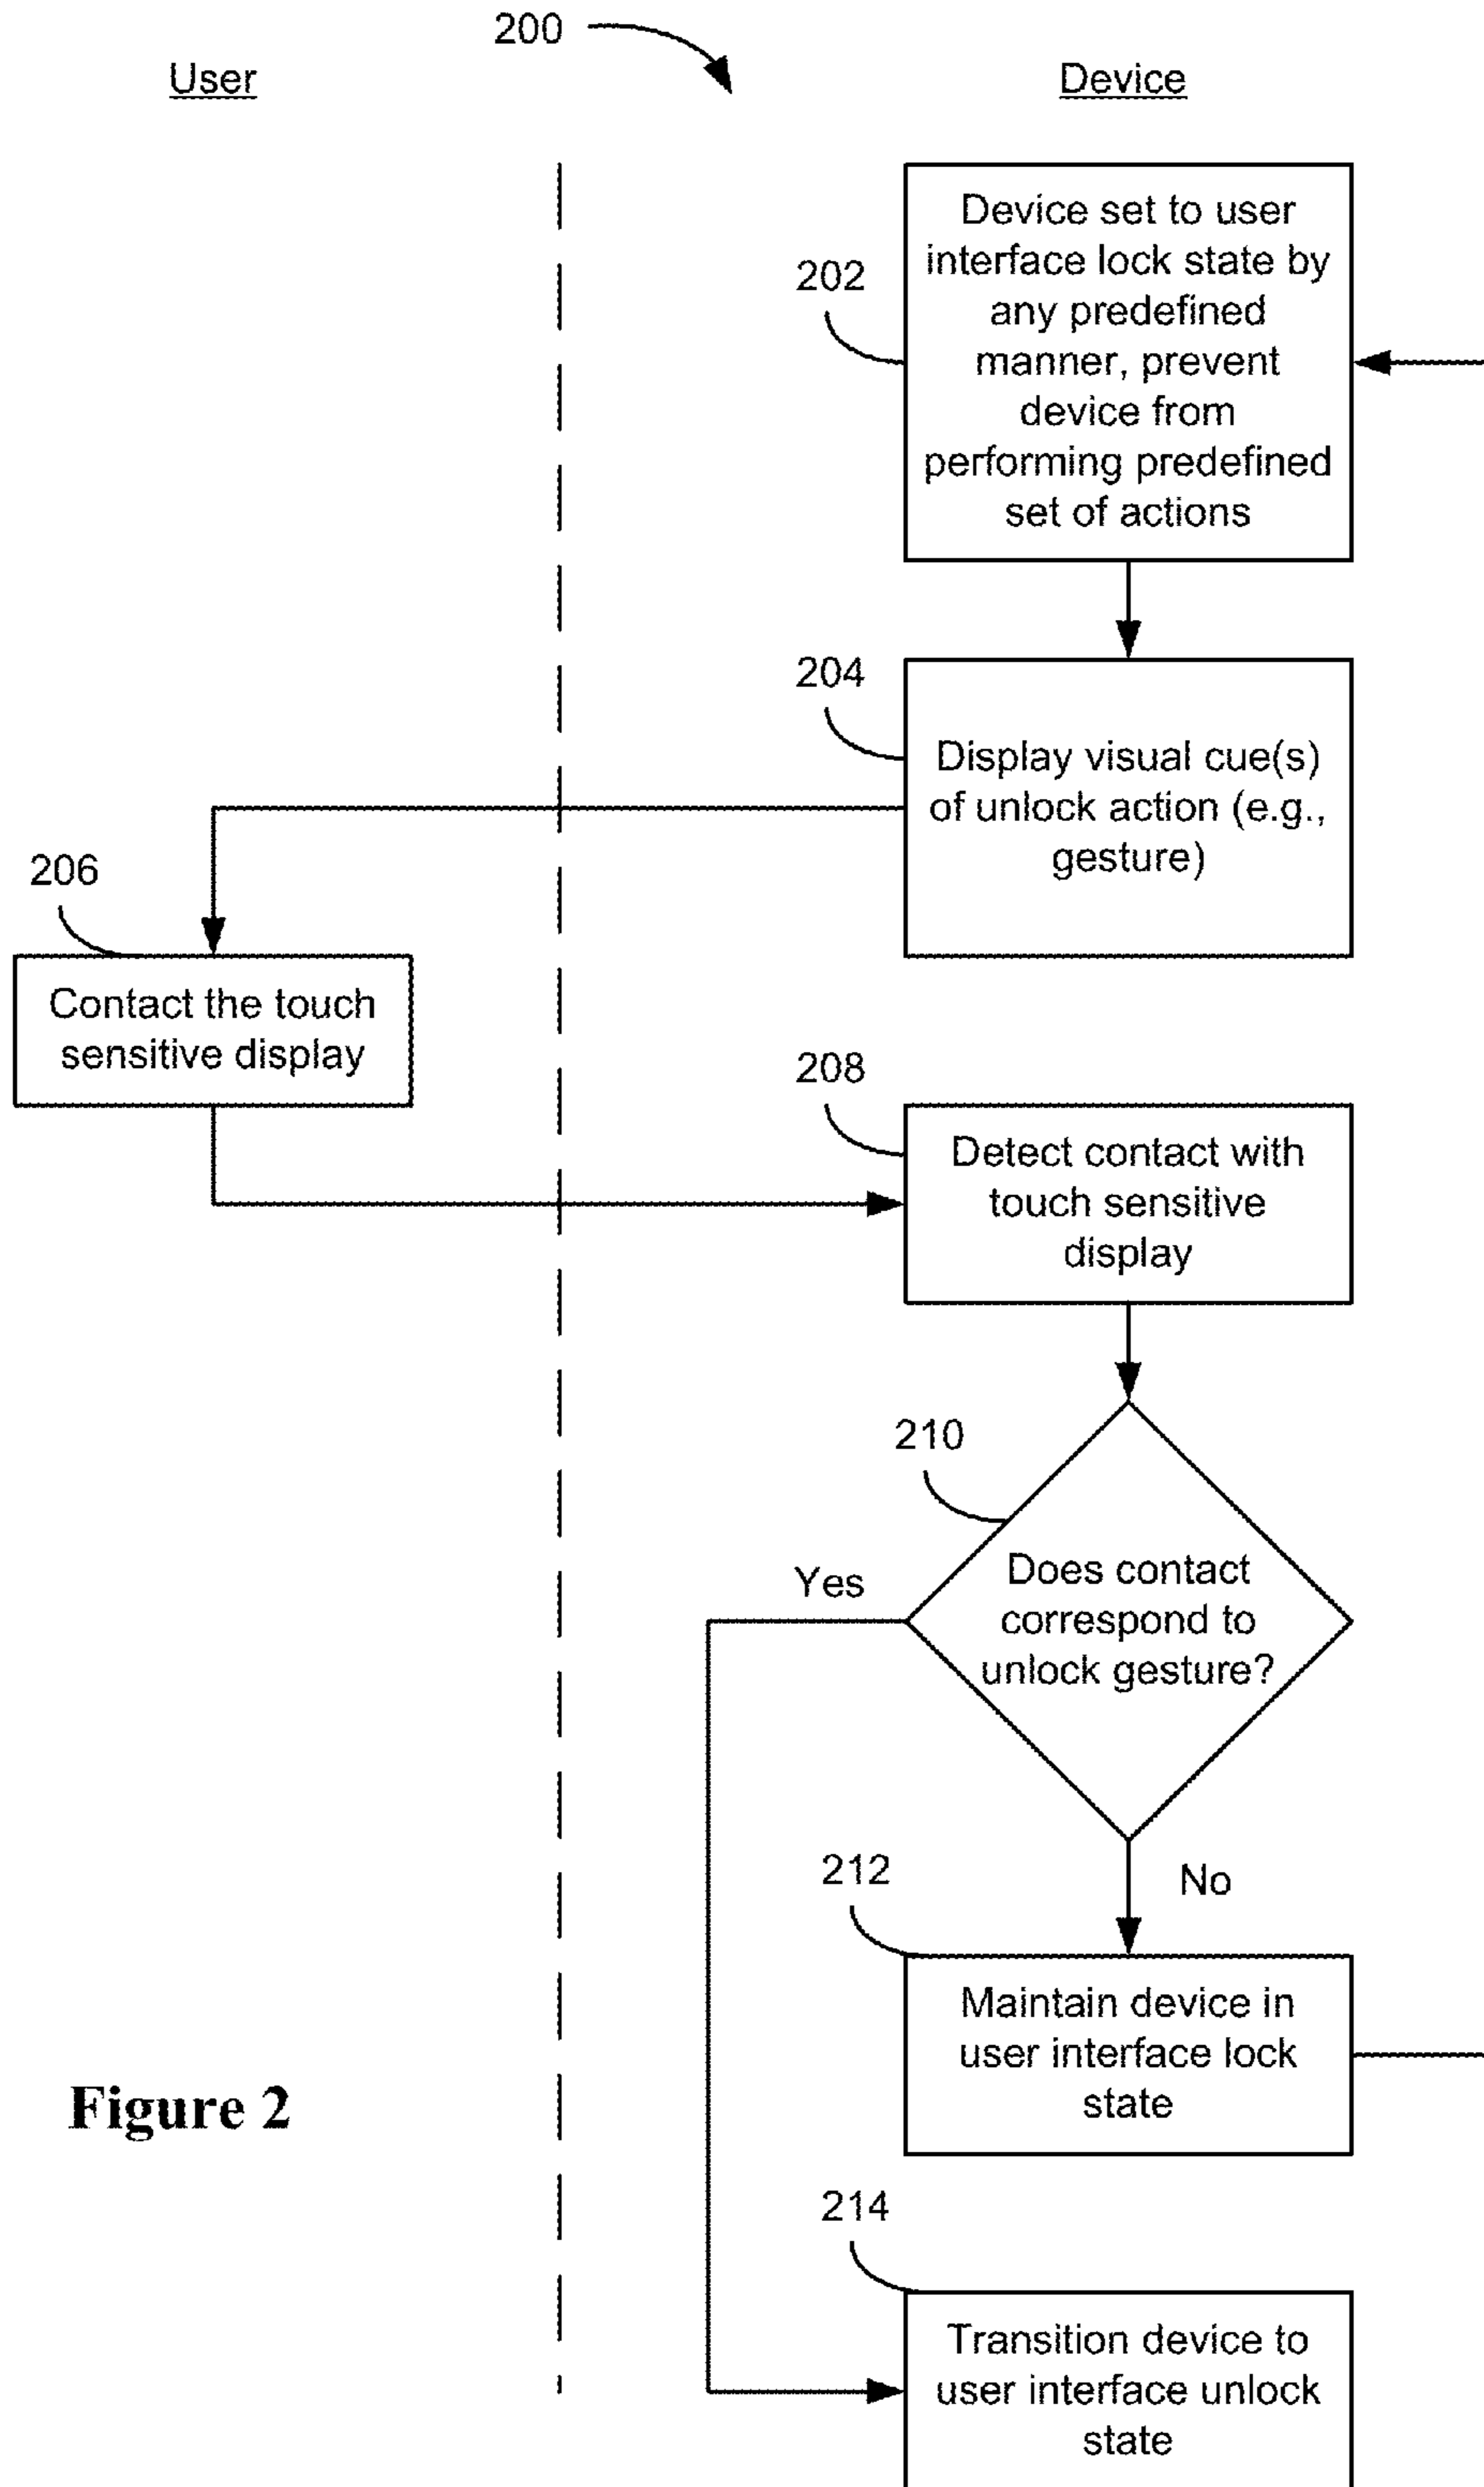 200
User
Device
202
Device set to user
interface lock state by
any predefined
manner, prevent
device from
performing predefined
set of actions
204
Display visual cue(s)
of unlock action (e.g.,
gesture)
206
Contact the touch
sensitive display
208
Detect contact with
touch sensitive
display
210
Does contact
correspond to
unlock gesture?
Yes
No
212
Maintain device in
user interface lock
state
214
Transition device to
user interface unlock
state
Figure 2